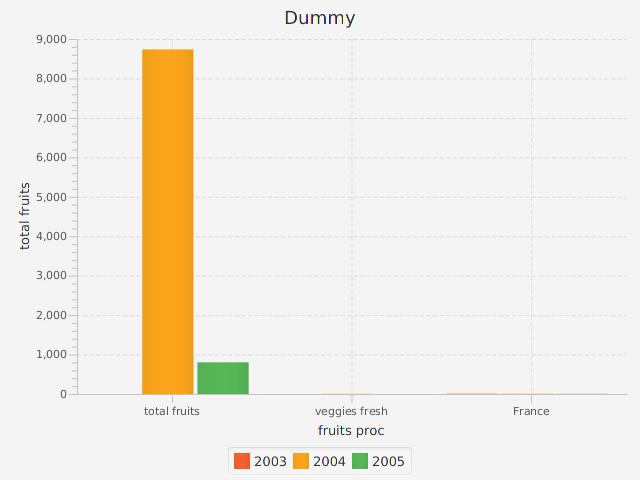 Dummy
9,000
8,000
7,000
6,000
5,000
4,000
3,000
2,000
1,000
0
total fruits
total fruits veggies fresh France
fruits proc
2003 2004 2005